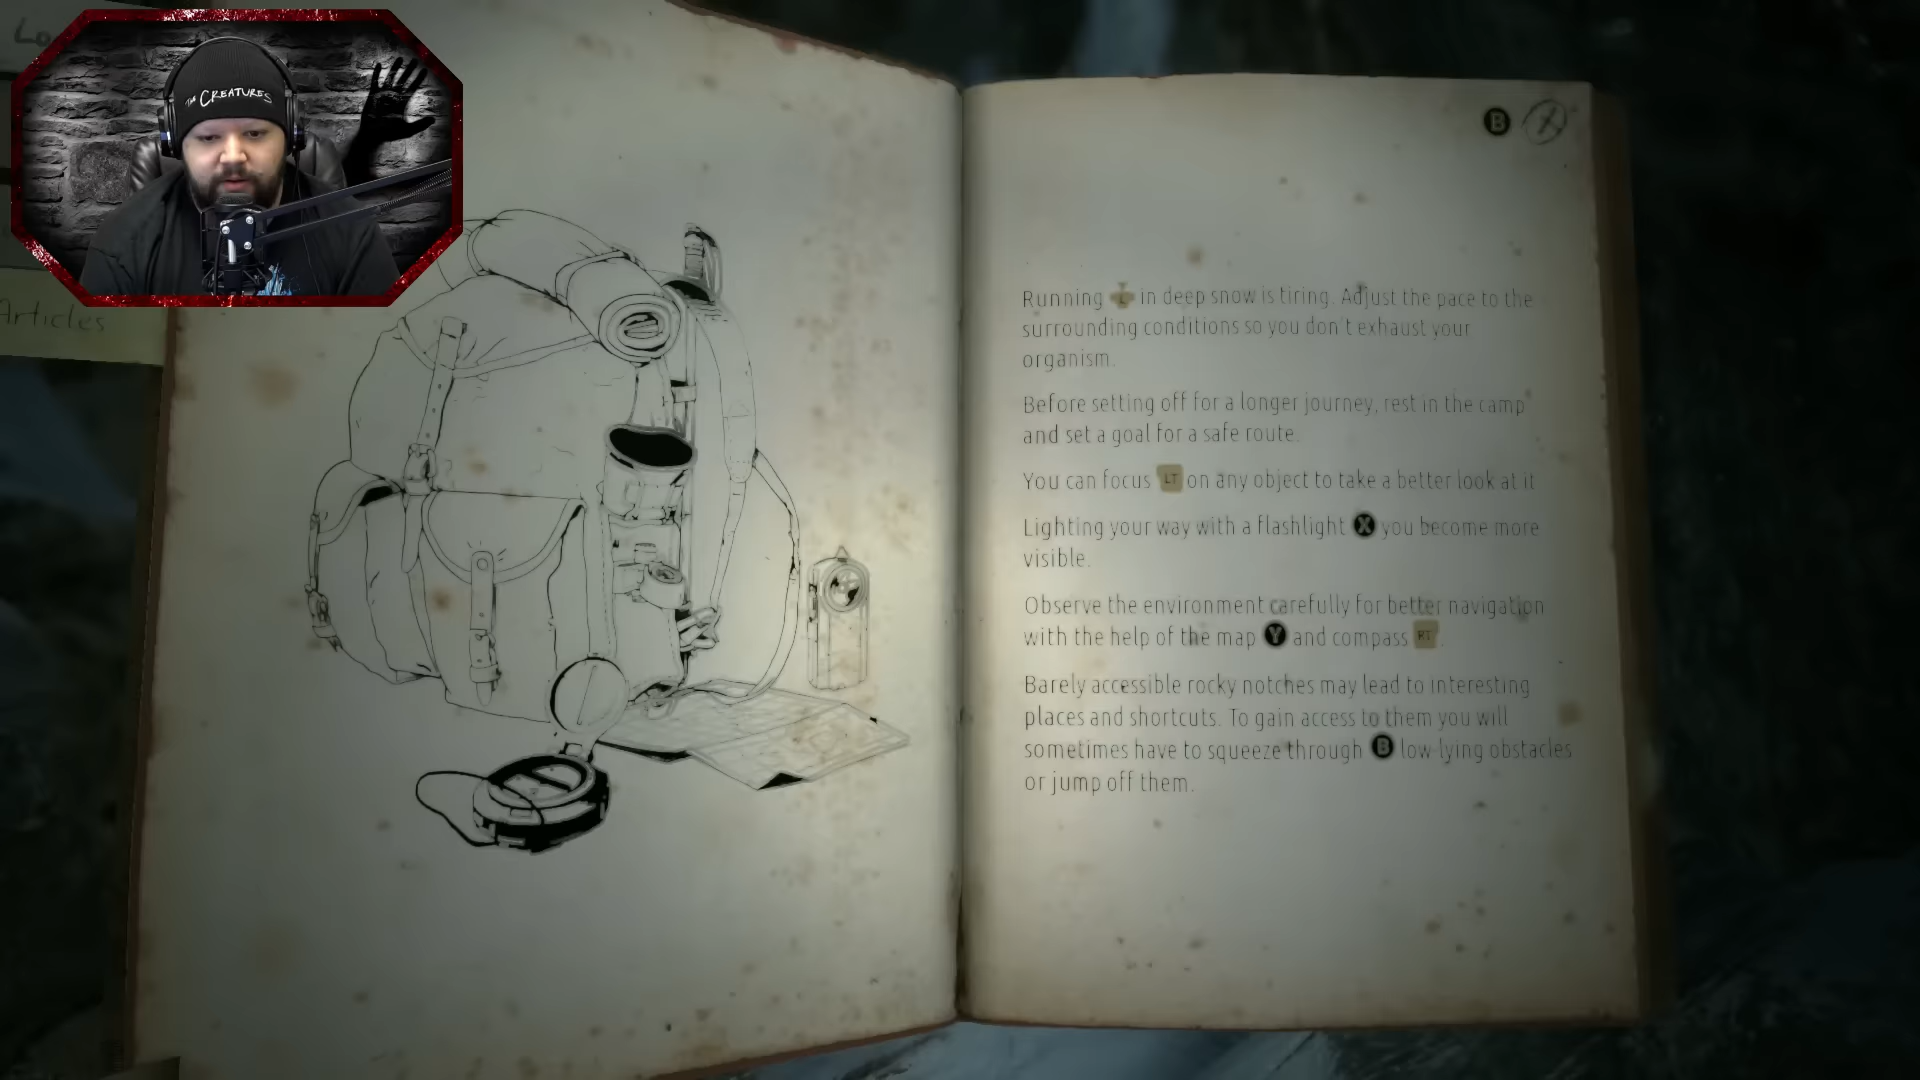 Lo
THE CREATURES
Articles
B X
Running L in deep snow is tiring. Adjust the pace to the
surrounding conditions so you don't exhaust your
organism.
Before setting off for a longer journey, rest in the camp
and set a goal for a safe route.
You can focus LT on any object to take a better look at it
Lighting your way with a flashlight X you become more
visible.
Observe the environment carefully for better navigation
with the help of the map Y and compass RT.
Barely accessible rocky notches may lead to interesting
places and shortcuts. To gain access to them you will
sometimes have to squeeze through B low-lying obstacles
or jump off them.